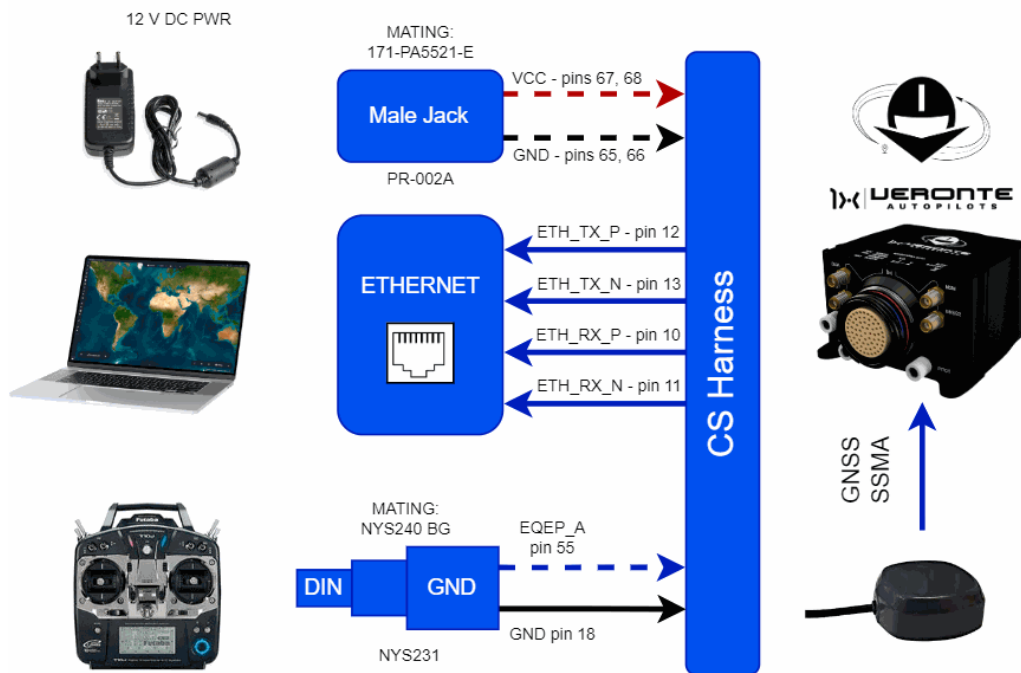 12 V DC PWR
MATING:
171-PA5521-E
Male Jack
PR-002A
VCC - pins 67, 68
GND - pins 65, 66
ETHERNET
ETH_TX_P - pin 12
ETH_TX_N - pin 13
ETH_RX_P - pin 10
ETH_RX_N - pin 11
MATING:
NYS240 BG
DIN
GND
NYS231
EQEP_A
pin 55
GND pin 18
CS Harness
VERONTE
AUTOPILOTS
GNSS
SSMA
Futaba